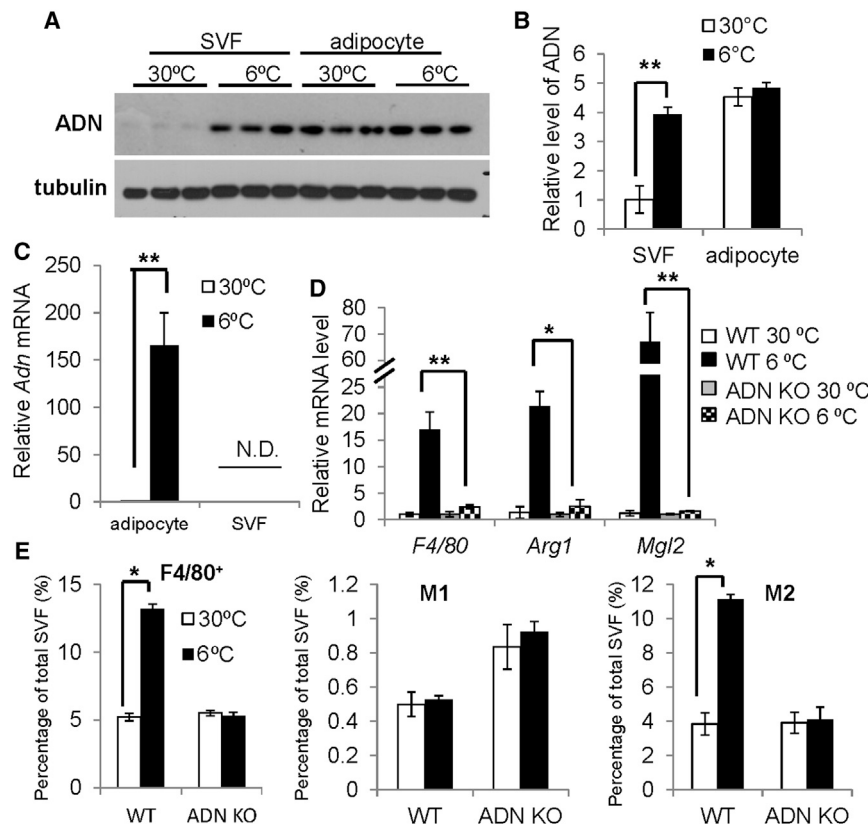 A
SVF adipocyte
30ºC 6ºC 30ºC 6ºC
ADN
tubulin
B
30°C
6°C
Relative level of ADN
6
5
4
3
2
1
0
**
SVF adipocyte
C
Relative Adn mRNA
250
200
150
100
50
0
**
30ºC
6ºC
N.D.
adipocyte SVF
D
Relative mRNA level
80
70
60
25
20
15
10
5
0
**
*
**
WT 30 ºC
WT 6 ºC
ADN KO 30 ºC
ADN KO 6 ºC
F4/80 Arg1 Mgl2
E
F4/80+
Percentage of total SVF (%)
15
10
5
0
*
30ºC
6ºC
WT ADN KO
M1
Percentage of total SVF (%)
1.2
1
0.8
0.6
0.4
0.2
0
WT ADN KO
M2
Percentage of total SVF (%)
12
10
8
6
4
2
0
*
WT ADN KO